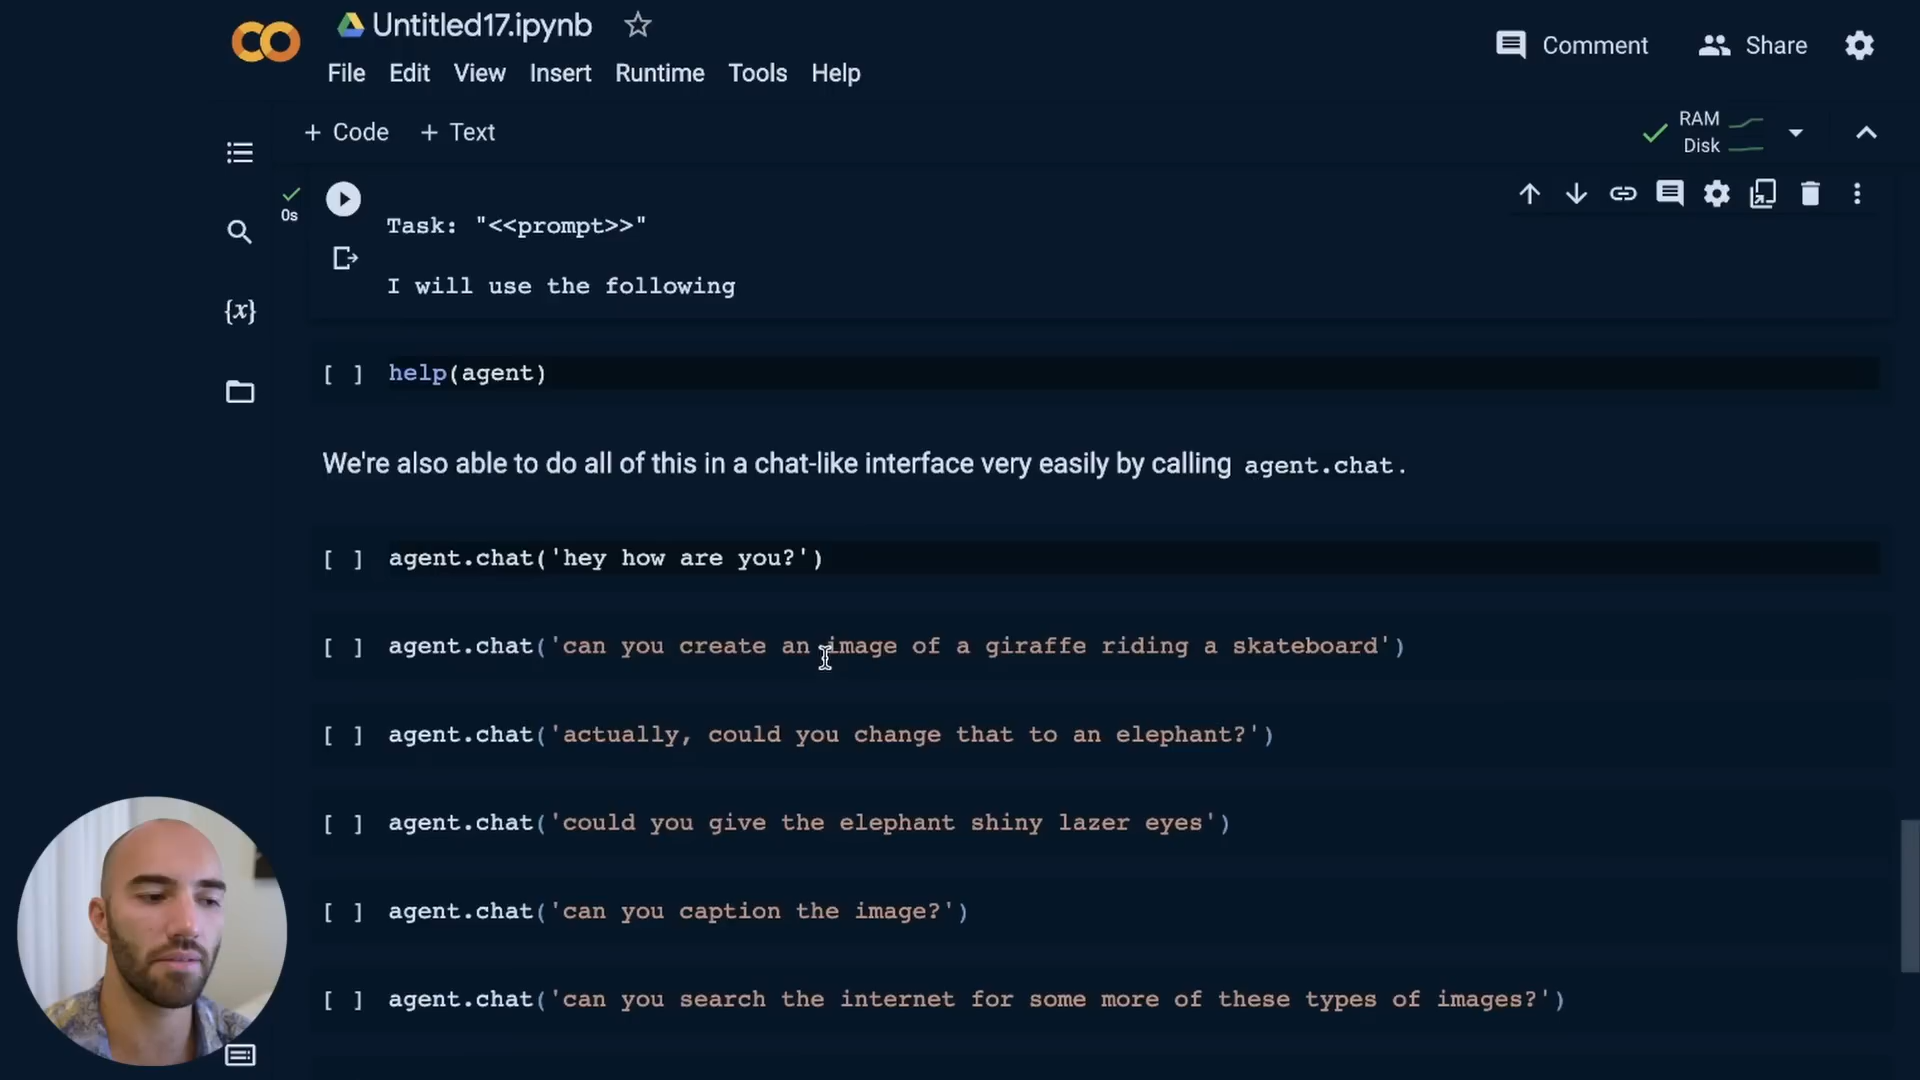 Untitled17.ipynb
Comment
Share
File Edit View Insert Runtime Tools Help
+ Code + Text
RAM
Disk
0s
Task: "<<prompt>>"
I will use the following
{x}
[ ] help(agent)
We're also able to do all of this in a chat-like interface very easily by calling agent.chat.
[ ] agent.chat('hey how are you?')
[ ] agent.chat('can you create an image of a giraffe riding a skateboard')
[ ] agent.chat('actually, could you change that to an elephant?')
[ ] agent.chat('could you give the elephant shiny lazer eyes')
[ ] agent.chat('can you caption the image?')
[ ] agent.chat('can you search the internet for some more of these types of images?')